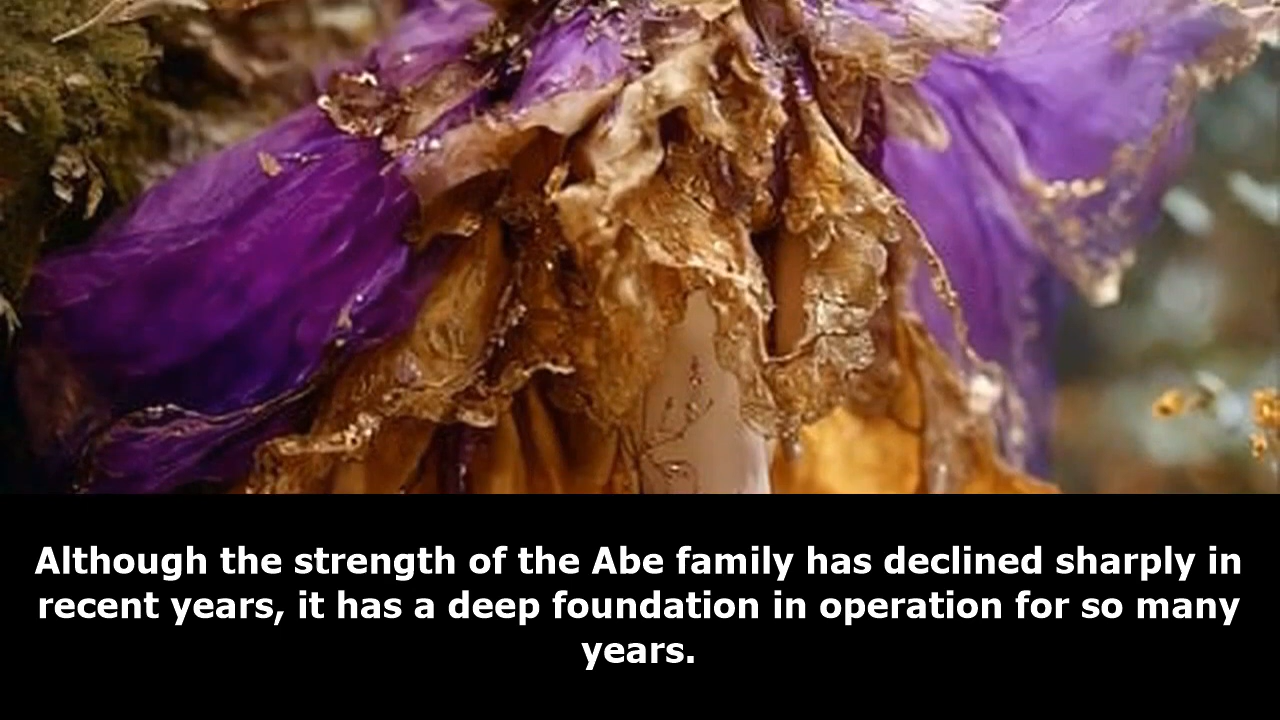 Although the strength of the Abe family has declined sharply in
recent years, it has a deep foundation in operation for so many
years.